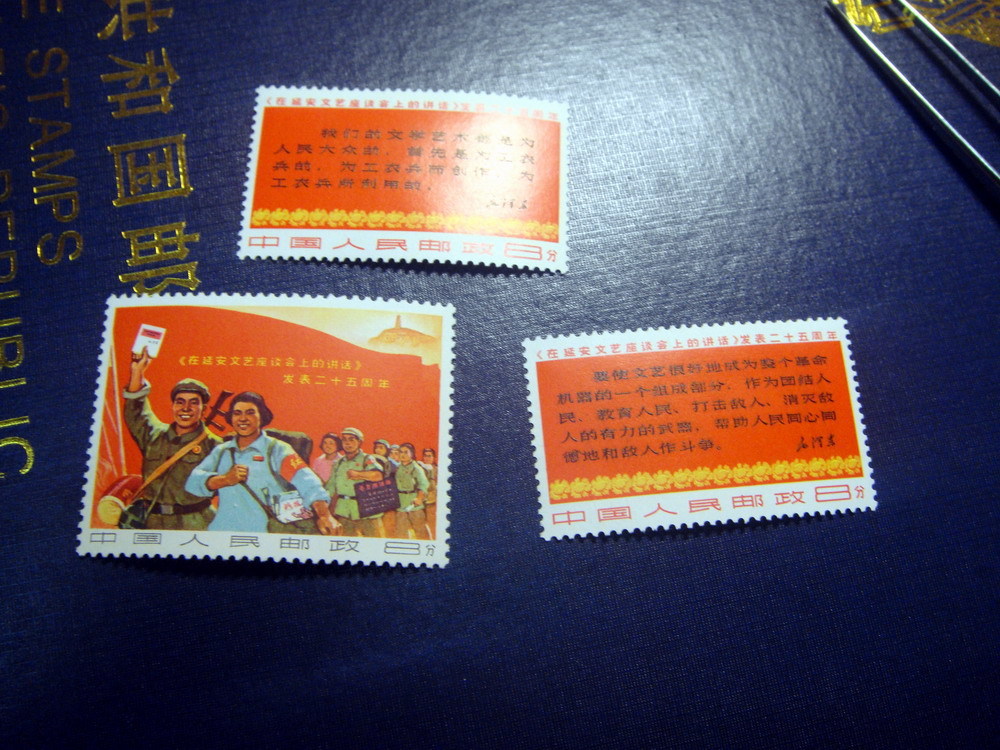 共和国邮
E STAMPS
REPUBLIC
《在延安文艺座谈会上的讲话》发表二十五周年
我们的文学艺术都是为
人民大众的，首先是为工农
兵的，为工农兵而创作，为
工农兵所利用的。
毛泽东
中国人民邮政8分
《在延安文艺座谈会上的讲话》
发表二十五周年
中国人民邮政8分
《在延安文艺座谈会上的讲话》发表二十五周年
要使文艺很好地成为整个革命
机器的一个组成部分，作为团结人
民、教育人民、打击敌人、消灭敌
人的有力的武器，帮助人民同心同
德地和敌人作斗争。
毛泽东
中国人民邮政8分